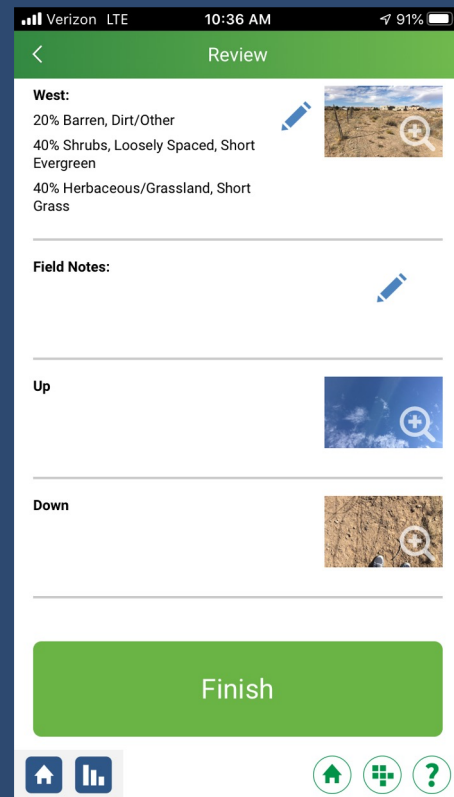 Verizon LTE 10:36 AM 91%
Review
West:
20% Barren, Dirt/Other
40% Shrubs, Loosely Spaced, Short
Evergreen
40% Herbaceous/Grassland, Short
Grass
Field Notes:
Up
Down
Finish
?